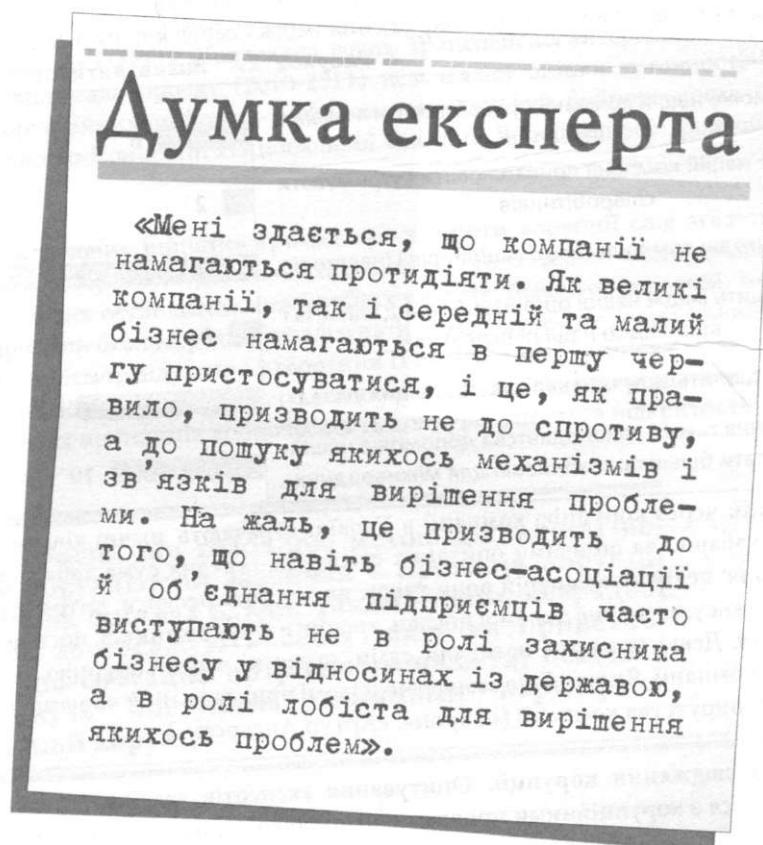 Думка експерта
«Мені здається, що компанії не
намагаються протидіяти. Як великі
компанії, так і середній та малий
бізнес намагаються в першу чер-
гу пристосуватися, і це, як пра-
вило, призводить не до спротиву,
а до пошуку якихось механізмів і
зв'язків для вирішення пробле-
ми. На жаль, це призводить до
того, що навіть бізнес-асоціації
й об'єднання підприємців часто
виступають не в ролі захисника
бізнесу у відносинах із державою,
а в ролі лобіста для вирішення
якихось проблем».